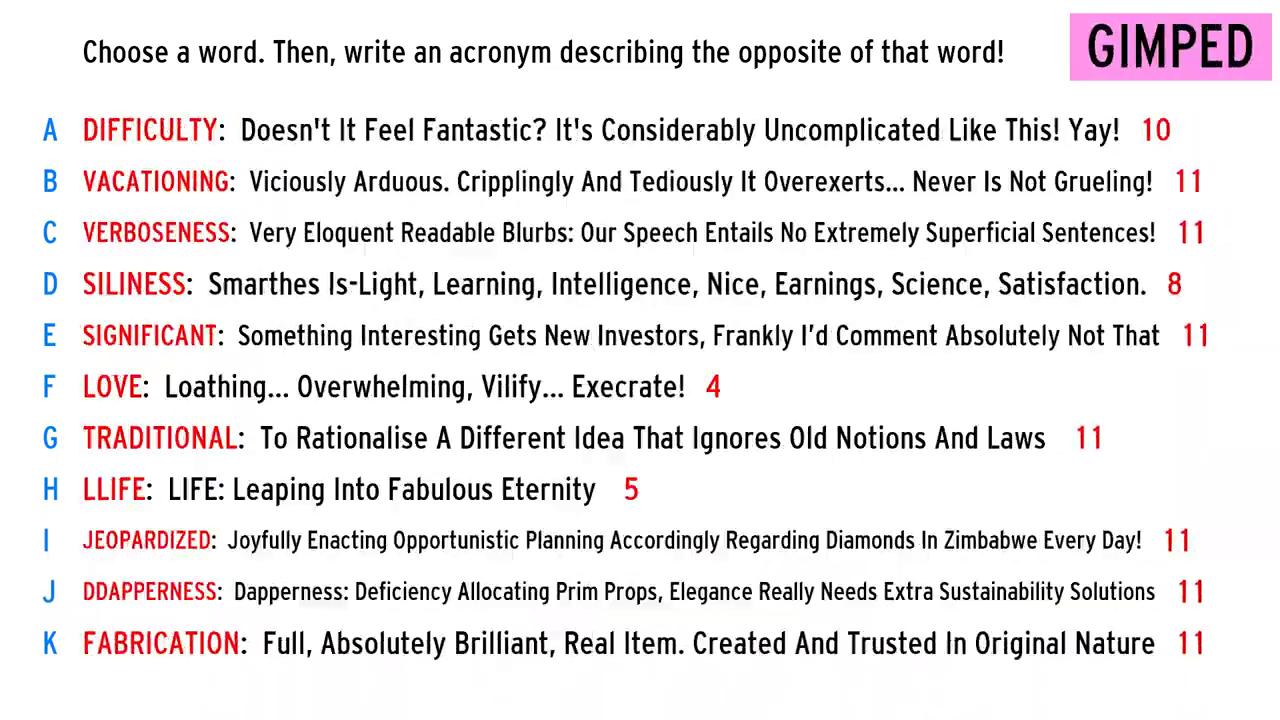 Choose a word. Then, write an acronym describing the opposite of that word!
GIMPED
A DIFFICULTY: Doesn't It Feel Fantastic? It's Considerably Uncomplicated Like This! Yay! 10
B VACATIONING: Viciously Arduous. Cripplingly And Tediously It Overexerts... Never Is Not Grueling! 11
C VERBOSENESS: Very Eloquent Readable Blurbs: Our Speech Entails No Extremely Superficial Sentences! 11
D SILINESS: Smarthes Is-Light, Learning, Intelligence, Nice, Earnings, Science, Satisfaction. 8
E SIGNIFICANT: Something Interesting Gets New Investors, Frankly I'd Comment Absolutely Not That 11
F LOVE: Loathing... Overwhelming, Vilify... Execrate! 4
G TRADITIONAL: To Rationalise A Different Idea That Ignores Old Notions And Laws 11
H LLIFE: LIFE: Leaping Into Fabulous Eternity 5
I JEOPARDIZED: Joyfully Enacting Opportunistic Planning Accordingly Regarding Diamonds In Zimbabwe Every Day! 11
J DDAPPERNESS: Dapperness: Deficiency Allocating Prim Props, Elegance Really Needs Extra Sustainability Solutions 11
K FABRICATION: Full, Absolutely Brilliant, Real Item. Created And Trusted In Original Nature 11